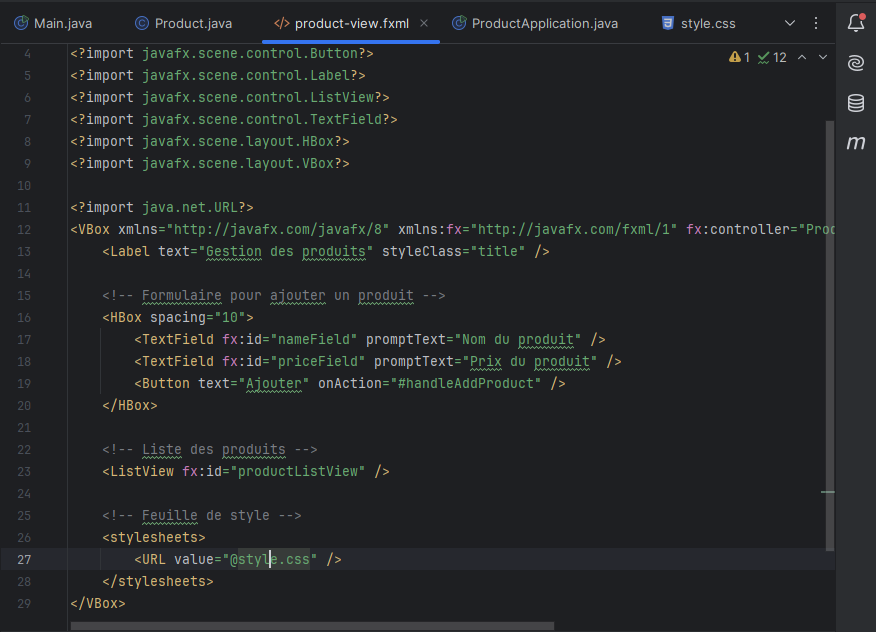 Main.java Product.java product-view.fxml ProductApplication.java style.css
4 <?import javafx.scene.control.Button?> 1 12
5 <?import javafx.scene.control.Label?>
6 <?import javafx.scene.control.ListView?>
7 <?import javafx.scene.control.TextField?>
8 <?import javafx.scene.layout.HBox?>
9 <?import javafx.scene.layout.VBox?>
10
11 <?import java.net.URL?>
12 <VBox xmlns="http://javafx.com/javafx/8" xmlns:fx="http://javafx.com/fxml/1" fx:controller="Proc
13 <Label text="Gestion des produits" styleClass="title" />
14
15 <!-- Formulaire pour ajouter un produit -->
16 <HBox spacing="10">
17 <TextField fx:id="nameField" promptText="Nom du produit" />
18 <TextField fx:id="priceField" promptText="Prix du produit" />
19 <Button text="Ajouter" onAction="#handleAddProduct" />
20 </HBox>
21
22 <!-- Liste des produits -->
23 <ListView fx:id="productListView" />
24
25 <!-- Feuille de style -->
26 <stylesheets>
27 <URL value="@style.css" />
28 </stylesheets>
29 </VBox>
m